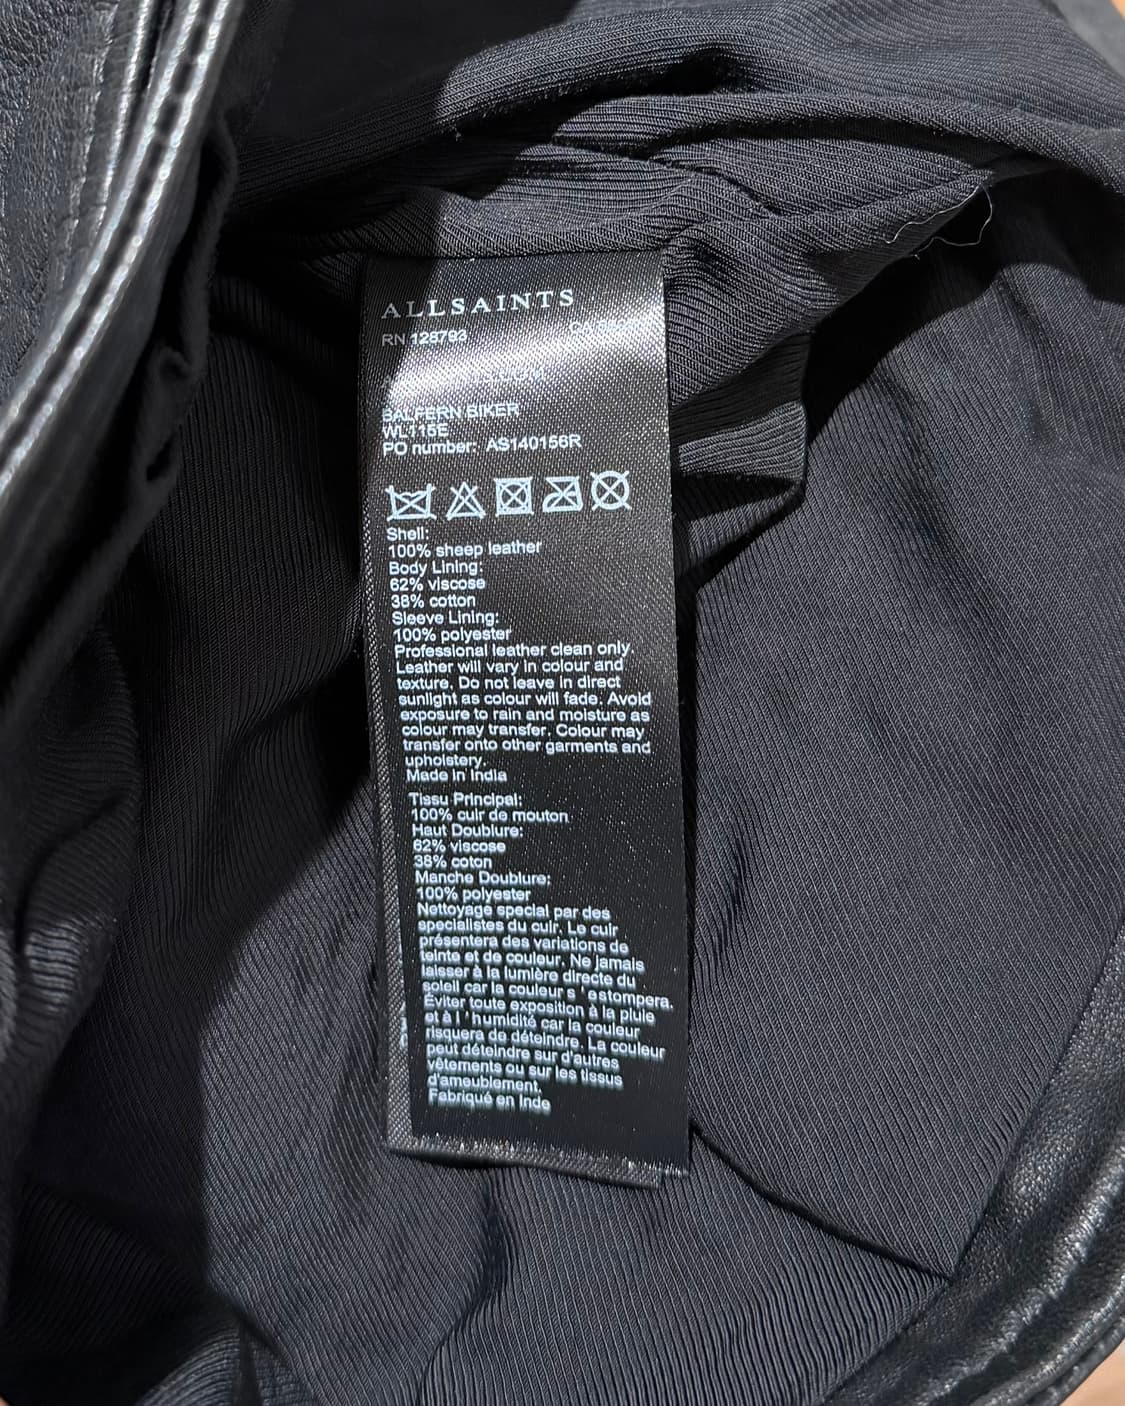 ALLSAINTS
RN 128793
BALFERN BIKER
WL115E
PO number: AS140156R
Shell:
100% sheep leather
Body Lining:
62% viscose
38% cotton
Sleeve Lining:
100% polyester
Professional leather clean only.
Leather will vary in colour and
texture. Do not leave in direct
sunlight as colour will fade. Avoid
exposure to rain and moisture as
colour may transfer. Colour may
transfer onto other garments and
upholstery.
Made in India
Tissu Principal:
100% cuir de mouton
Haut Doublure:
62% viscose
38% coton
Manche Doublure:
100% polyester
Nettoyage special par des
specialistes du cuir. Le cuir
présentera des variations de
teinte et de couleur. Ne jamais
laisser à la lumière directe du
soleil car la couleur s ' estompera.
Éviter toute exposition à la pluie
et à l ' humidité car la couleur
risquera de déteindre. La couleur
peut déteindre sur d'autres
vêtements ou sur les tissus
d'ameublement.
Fabriqué en Inde